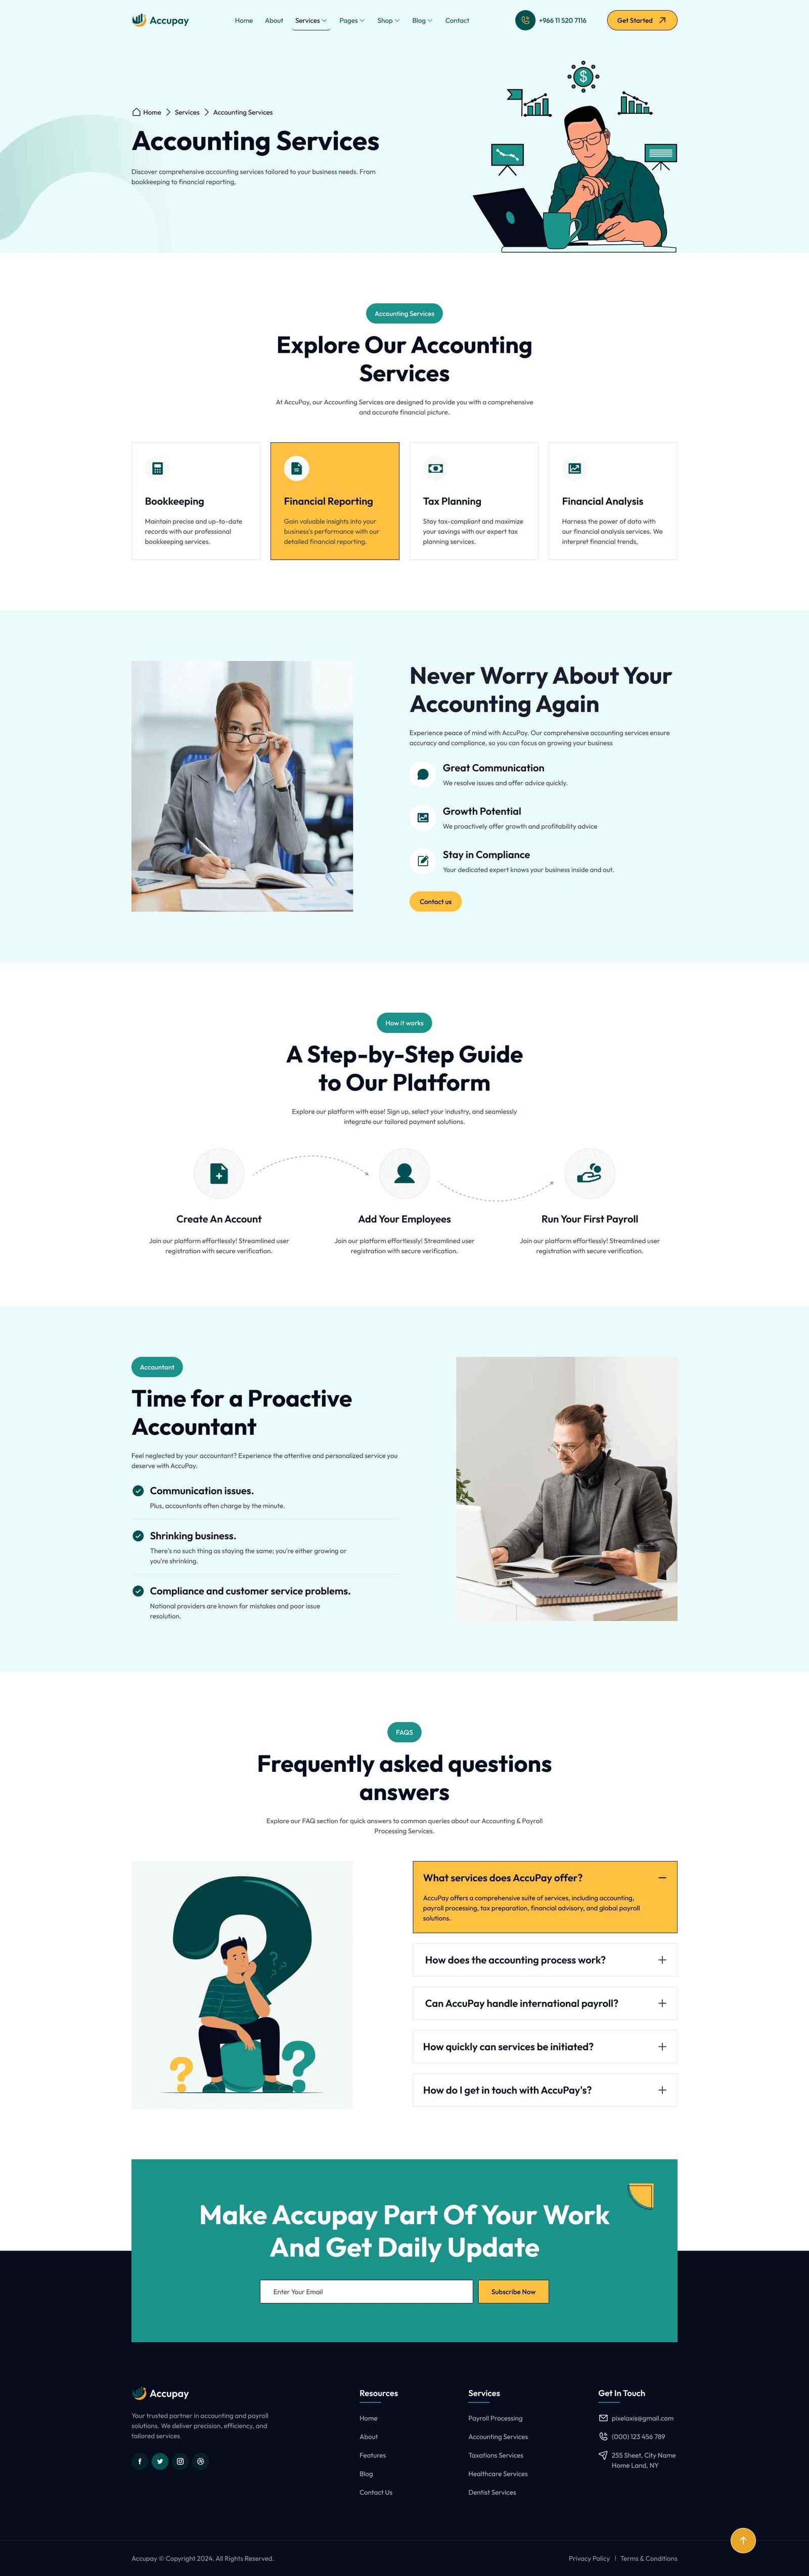 Accupay
Home
About
Services
Pages
Shop
Blog
Contact
+966 11 520 7116
Get Started
Home
Services
Accounting Services
Accounting Services
Discover comprehensive accounting services tailored to your business needs. From
bookkeeping to financial reporting,
Accounting Services
Explore Our Accounting
Services
At AccuPay, our Accounting Services are designed to provide you with a comprehensive
and accurate financial picture.
Bookkeeping
Maintain precise and up-to-date
records with our professional
bookkeeping services.
Financial Reporting
Gain valuable insights into your
business's performance with our
detailed financial reporting.
Tax Planning
Stay tax-compliant and maximize
your savings with our expert tax
planning services.
Financial Analysis
Harness the power of data with
our financial analysis services. We
interpret financial trends,
Never Worry About Your
Accounting Again
Experience peace of mind with AccuPay. Our comprehensive accounting services ensure
accuracy and compliance, so you can focus on growing your business
Great Communication
We resolve issues and offer advice quickly.
Growth Potential
We proactively offer growth and profitability advice
Stay in Compliance
Your dedicated expert knows your business inside and out.
Contact us
How it works
A Step-by-Step Guide
to Our Platform
Explore our platform with ease! Sign up, select your industry, and seamlessly
integrate our tailored payment solutions.
Create An Account
Join our platform effortlessly! Streamlined user
registration with secure verification.
Add Your Employees
Join our platform effortlessly! Streamlined user
registration with secure verification.
Run Your First Payroll
Join our platform effortlessly! Streamlined user
registration with secure verification.
Accountant
Time for a Proactive
Accountant
Feel neglected by your accountant? Experience the attentive and personalized service you
deserve with AccuPay.
Communication issues.
Plus, accountants often charge by the minute.
Shrinking business.
There's no such thing as staying the same; you're either growing or
you're shrinking.
Compliance and customer service problems.
National providers are known for mistakes and poor issue
resolution.
FAQS
Frequently asked questions
answers
Explore our FAQ section for quick answers to common queries about our Accounting & Payroll
Processing Services.
What services does AccuPay offer?
AccuPay offers a comprehensive suite of services, including accounting,
payroll processing, tax preparation, financial advisory, and global payroll
solutions.
How does the accounting process work?
Can AccuPay handle international payroll?
How quickly can services be initiated?
How do I get in touch with AccuPay's?
Make Accupay Part Of Your Work
And Get Daily Update
Enter Your Email
Subscribe Now
Accupay
Your trusted partner in accounting and payroll
solutions. We deliver precision, efficiency, and
tailored services
Resources
Home
About
Features
Blog
Contact Us
Services
Payroll Processing
Accounting Services
Taxations Services
Healthcare Services
Dentist Services
Get In Touch
pixelaxis@gmail.com
(000) 123 456 789
255 Sheet, City Name
Home Land, NY
Accupay © Copyright 2024. All Rights Reserved.
Privacy Policy | Terms & Conditions